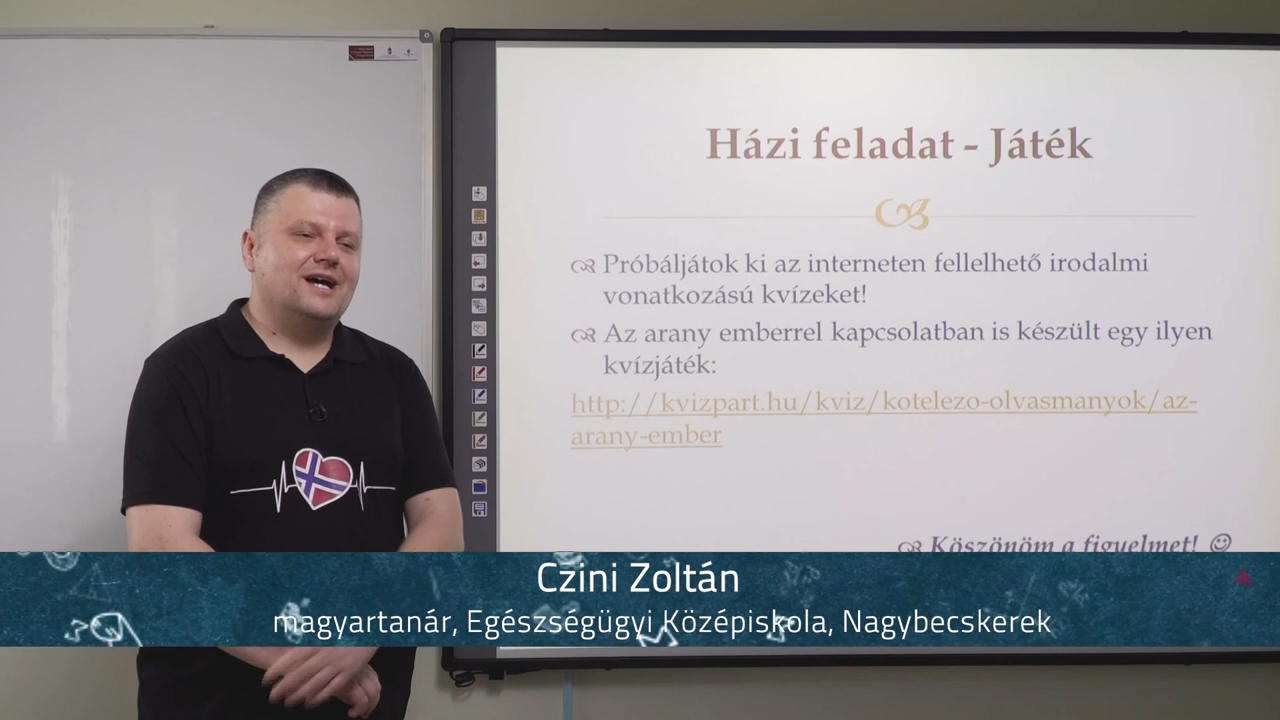 Házi feladat - Játék
Próbáljátok ki az interneten fellelhető irodalmi
vonatkozású kvízeket!
Az arany emberrel kapcsolatban is készült egy ilyen
kvízjáték:
http://kvizpart.hu/kviz/kotelezo-olvasmanyok/az-
arany-ember
Köszönöm a figyelmet! ☺
Czini Zoltán
magyartanár, Egészségügyi Középiskola, Nagybecskerek